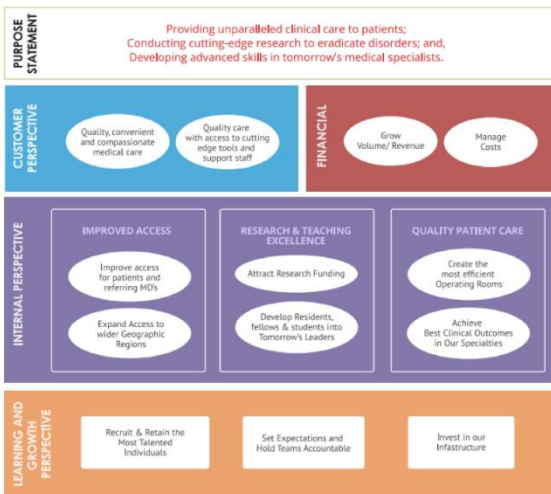 PURPOSE
STATEMENT
Providing unparalleled clinical care to patients;
Conducting cutting-edge research to eradicate disorders; and,
Developing advanced skills in tomorrow's medical specialists.
CUSTOMER
PERSPECTIVE
Quality, convenient
and compassionate
medical care
Quality care
with access to cutting
edge tools and
support staff
FINANCIAL
Grow
Volume/ Revenue
Manage
Costs
INTERNAL PERSPECTIVE
IMPROVED ACCESS
Improve access
for patients and
referring MD's
Expand Access to
wider Geographic
Regions
RESEARCH & TEACHING
EXCELLENCE
Attract Research Funding
Develop Residents,
fellows & students into
Tomorrow's Leaders
QUALITY PATIENT CARE
Create the
most efficient
Operating Rooms
Achieve
Best Clinical Outcomes
in Our Specialties
LEARNING AND
GROWTH
PERSPECTIVE
Recruit & Retain the
Most Talented
Individuals
Set Expectations and
Hold Teams Accountable
Invest in our
Infastructure